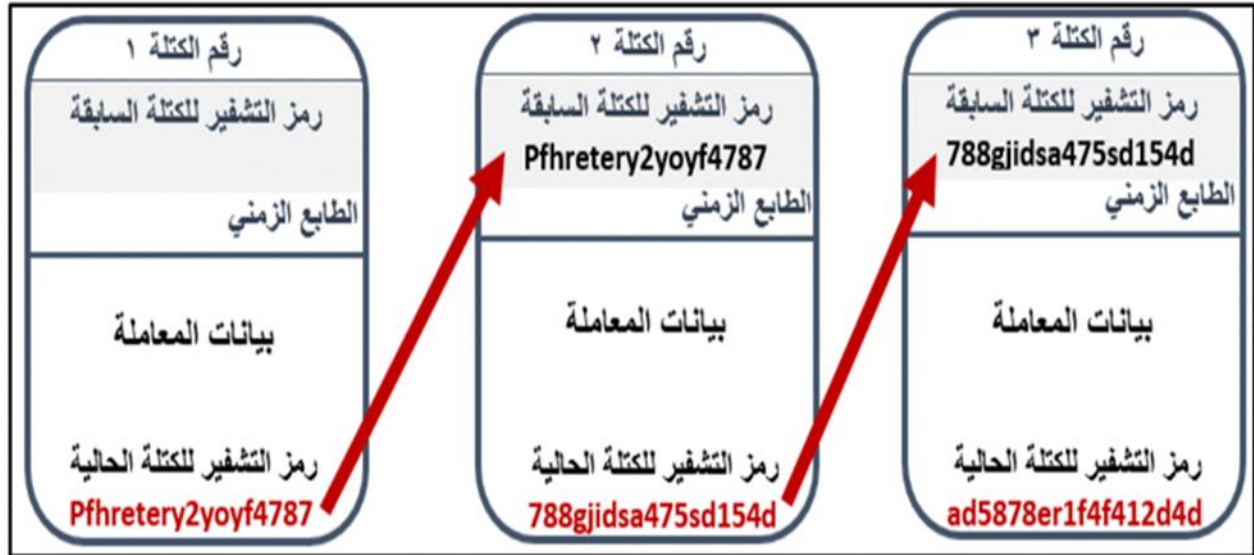 رقم الكتلة ١
رمز التشفير للكتلة السابقة
الطابع الزمني
بيانات المعاملة
رمز التشفير للكتلة الحالية
Pfhretery2yoyf4787
رقم الكتلة ٢
رمز التشفير للكتلة السابقة
Pfhretery2yoyf4787
الطابع الزمني
بيانات المعاملة
رمز التشفير للكتلة الحالية
788gjidsa475sd154d
رقم الكتلة ٣
رمز التشفير للكتلة السابقة
788gjidsa475sd154d
الطابع الزمني
بيانات المعاملة
رمز التشفير للكتلة الحالية
ad5878er1f4f412d4d